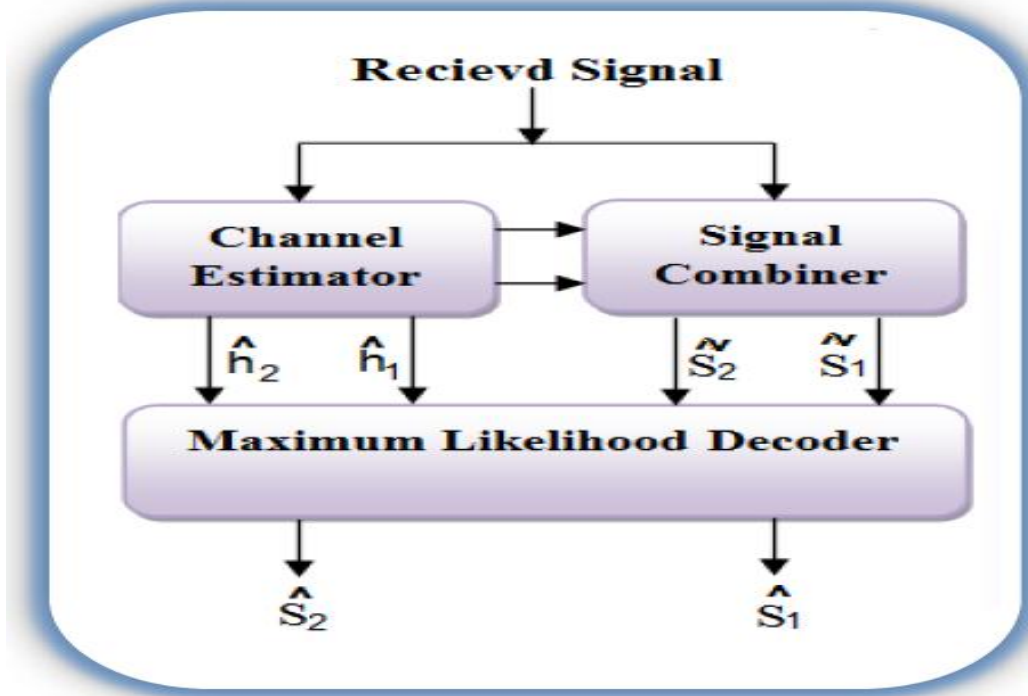 Recievd Signal
Channel
Estimator
Signal
Combiner
ĥ₂
ĥ₁
s̃₂
s̃₁
Maximum Likelihood Decoder
ŝ₂
ŝ₁